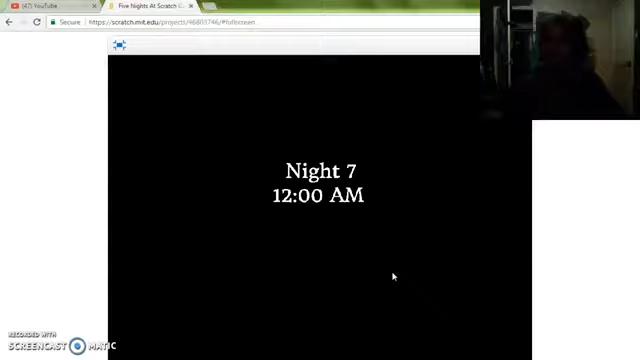 (47) YouTube
Five Nights At Scratch C
Secure
https://scratch.mit.edu/projects/46803746/#fullscreen
Night 7
12:00 AM
RECORDED WITH
SCREENCAST MATIC